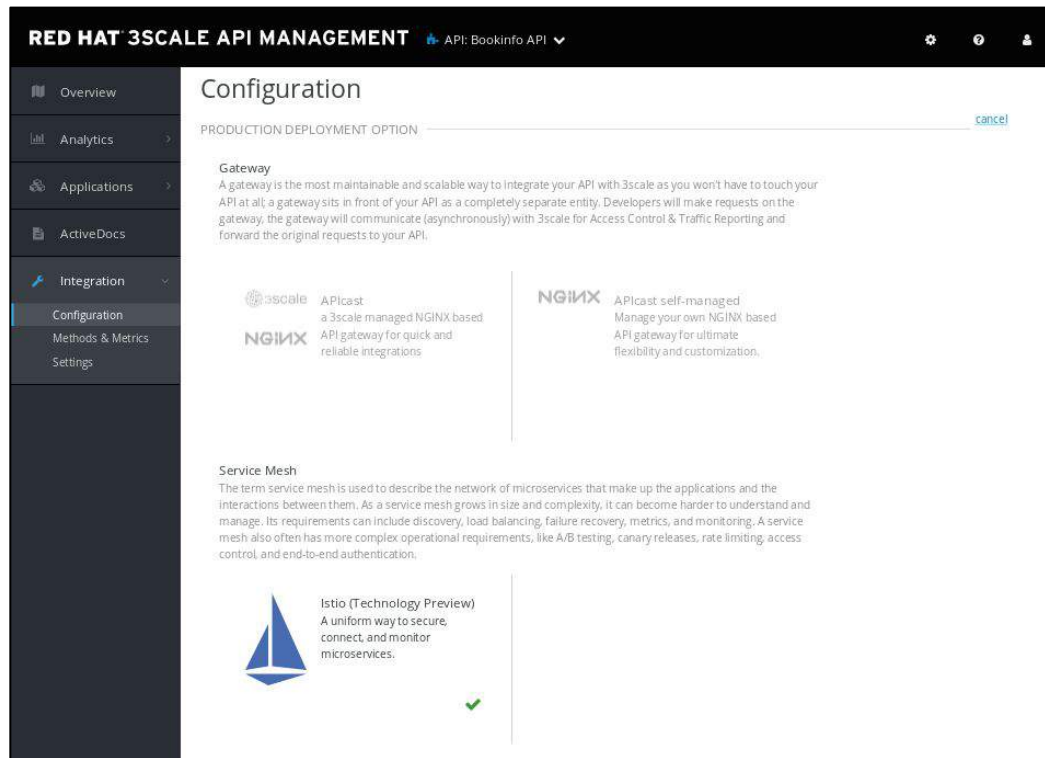 RED HAT 3SCALE API MANAGEMENT API: Bookinfo API
Overview
Analytics
Applications
ActiveDocs
Integration
Configuration
Methods & Metrics
Settings
Configuration
PRODUCTION DEPLOYMENT OPTION
cancel
Gateway
A gateway is the most maintainable and scalable way to integrate your API with 3scale as you won't have to touch your
API at all; a gateway sits in front of your API as a completely separate entity. Developers will make requests on the
gateway, the gateway will communicate (asynchronously) with 3scale for Access Control & Traffic Reporting and
forward the original requests to your API.
3scale
NGINX
APIcast
a 3scale managed NGINX based
API gateway for quick and
reliable integrations
NGINX
APIcast self-managed
Manage your own NGINX based
API gateway for ultimate
flexibility and customization.
Service Mesh
The term service mesh is used to describe the network of microservices that make up the applications and the
interactions between them. As a service mesh grows in size and complexity, it can become harder to understand and
manage. Its requirements can include discovery, load balancing, failure recovery, metrics, and monitoring. A service
mesh also often has more complex operational requirements, like A/B testing, canary releases, rate limiting, access
control, and end-to-end authentication.
Istio (Technology Preview)
A uniform way to secure,
connect, and monitor
microservices.